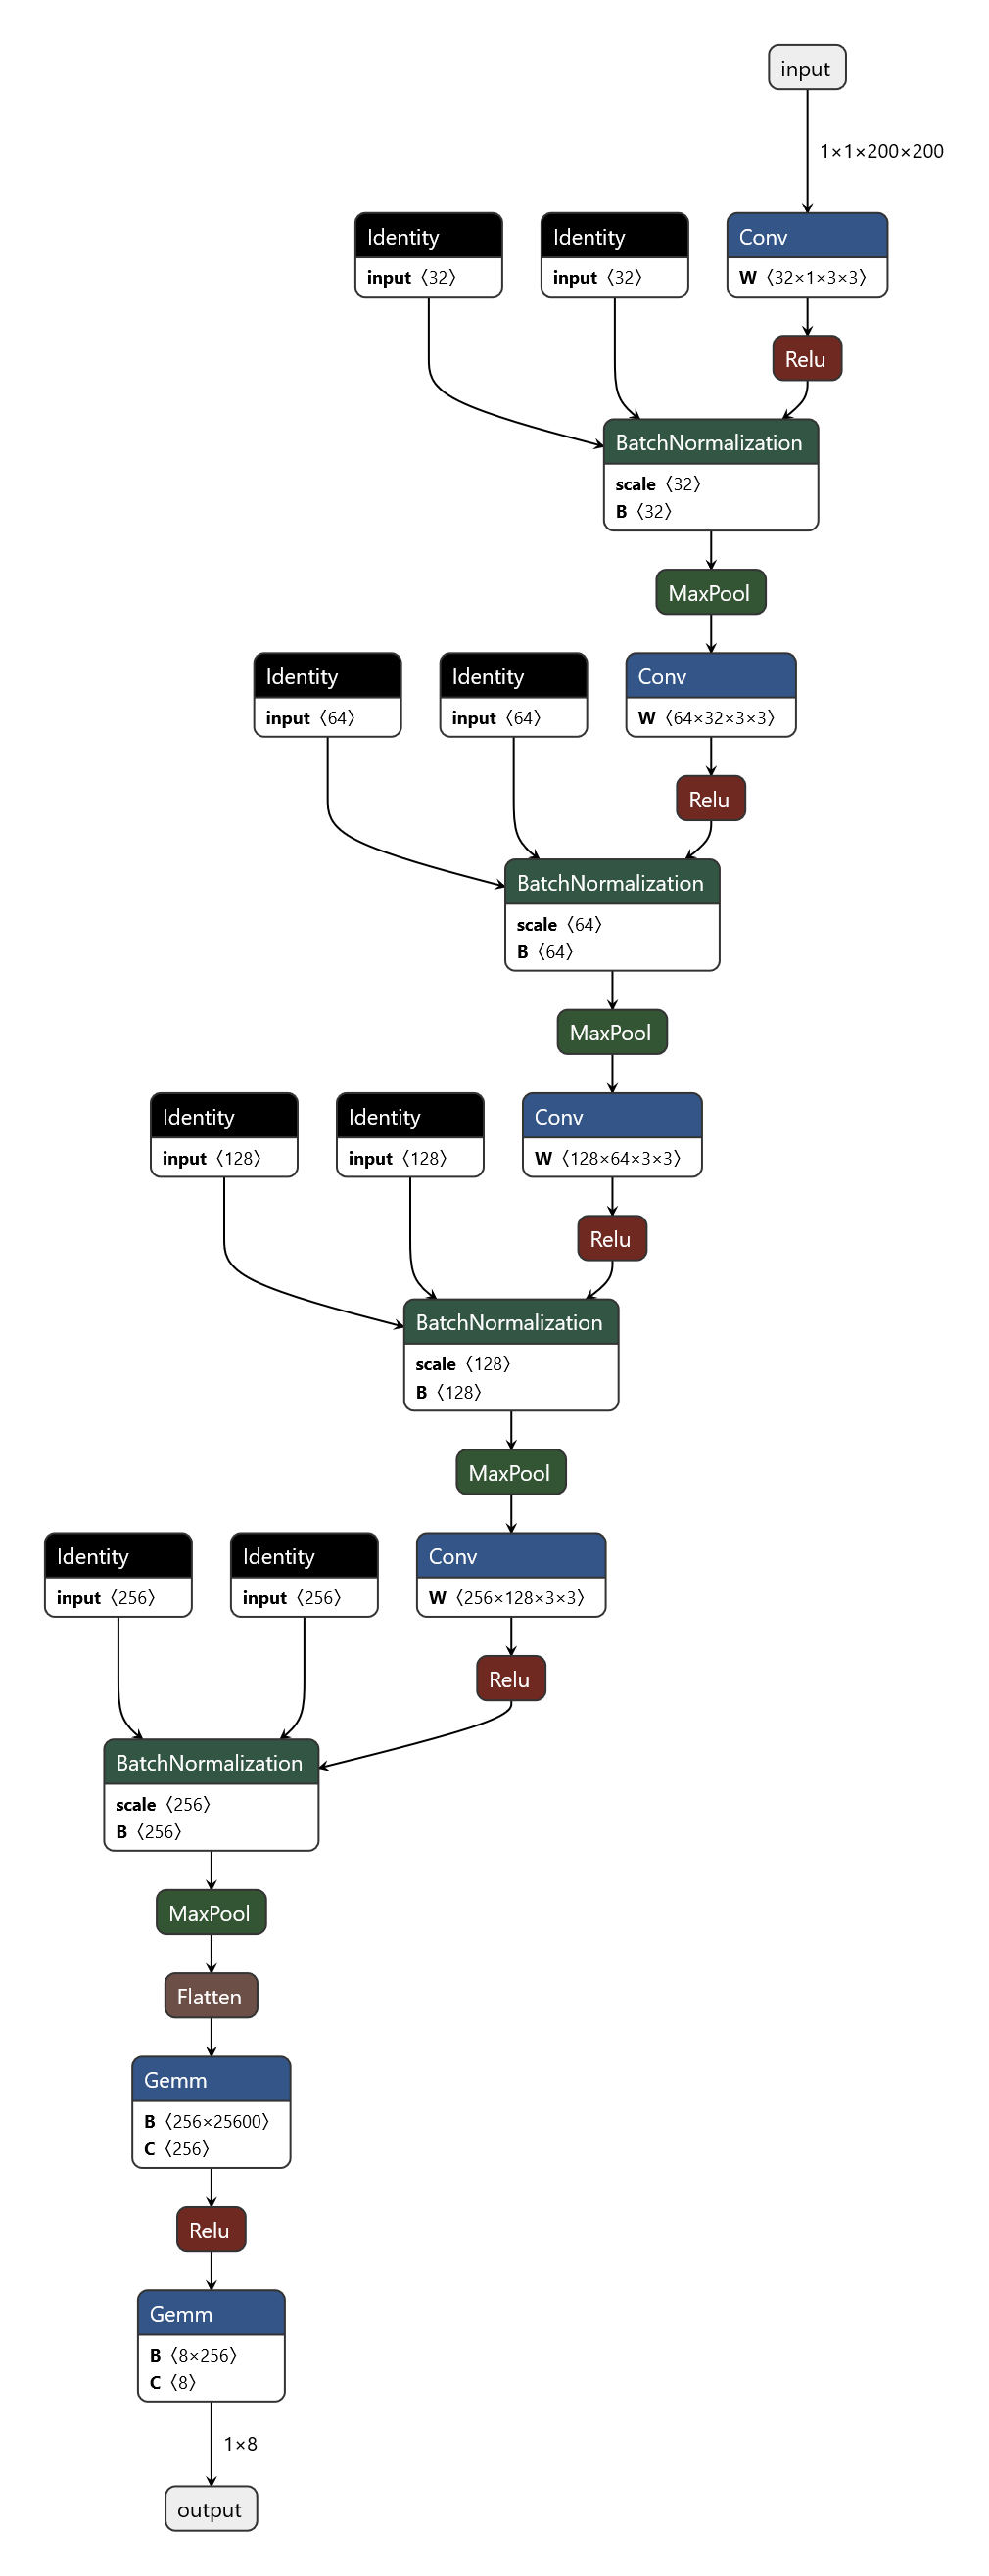 input
1×1×200×200
Identity
input 〈32〉
Identity
input 〈32〉
Conv
W 〈32×1×3×3〉
Relu
BatchNormalization
scale 〈32〉
B 〈32〉
MaxPool
Identity
input 〈64〉
Identity
input 〈64〉
Conv
W 〈64×32×3×3〉
Relu
BatchNormalization
scale 〈64〉
B 〈64〉
MaxPool
Identity
input 〈128〉
Identity
input 〈128〉
Conv
W 〈128×64×3×3〉
Relu
BatchNormalization
scale 〈128〉
B 〈128〉
MaxPool
Identity
input 〈256〉
Identity
input 〈256〉
Conv
W 〈256×128×3×3〉
Relu
BatchNormalization
scale 〈256〉
B 〈256〉
MaxPool
Flatten
Gemm
B 〈256×25600〉
C 〈256〉
Relu
Gemm
B 〈8×256〉
C 〈8〉
1×8
output